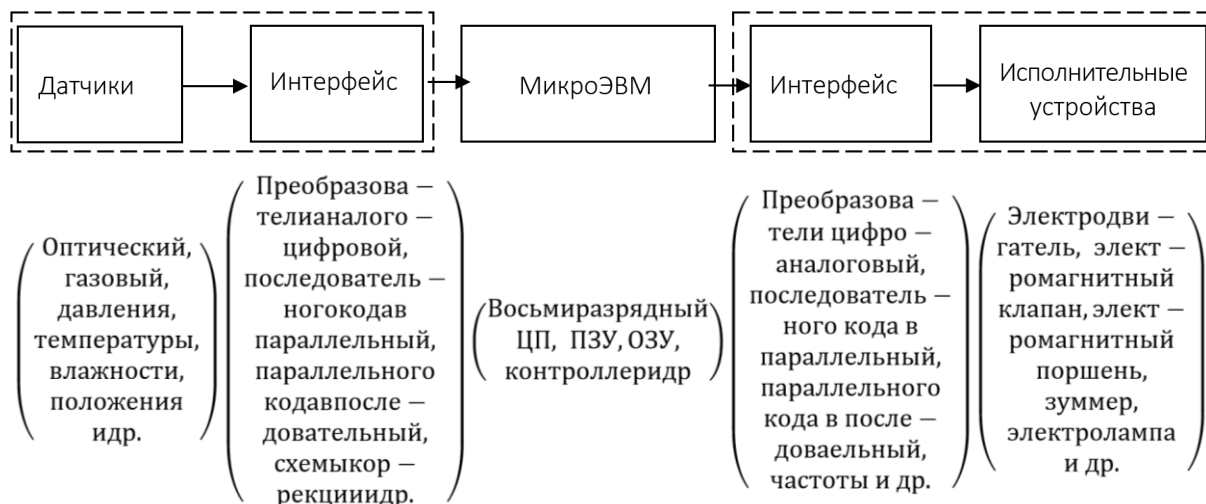 Датчики
Интерфейс
МикроЭВМ
Интерфейс
Исполнительные
устройства
Оптический,
газовый,
давления,
температуры,
влажности,
положения
идр.
Преобразова –
телианалого –
цифровой,
последователь –
ногокодав
параллельный,
параллельного
кодавпосле –
довательный,
схемыкор –
рекциииидр.
Восьмиразрядный
ЦП, ПЗУ, ОЗУ,
контроллеридр
Преобразова –
тели цифро –
аналоговый,
последователь –
ного кода в
параллельный,
параллельного
кода в после –
доваельный,
частоты и др.
Электродви –
гатель, элект –
ромагнитный
клапан, элект –
ромагнитный
поршень,
зуммер,
электролампа
и др.